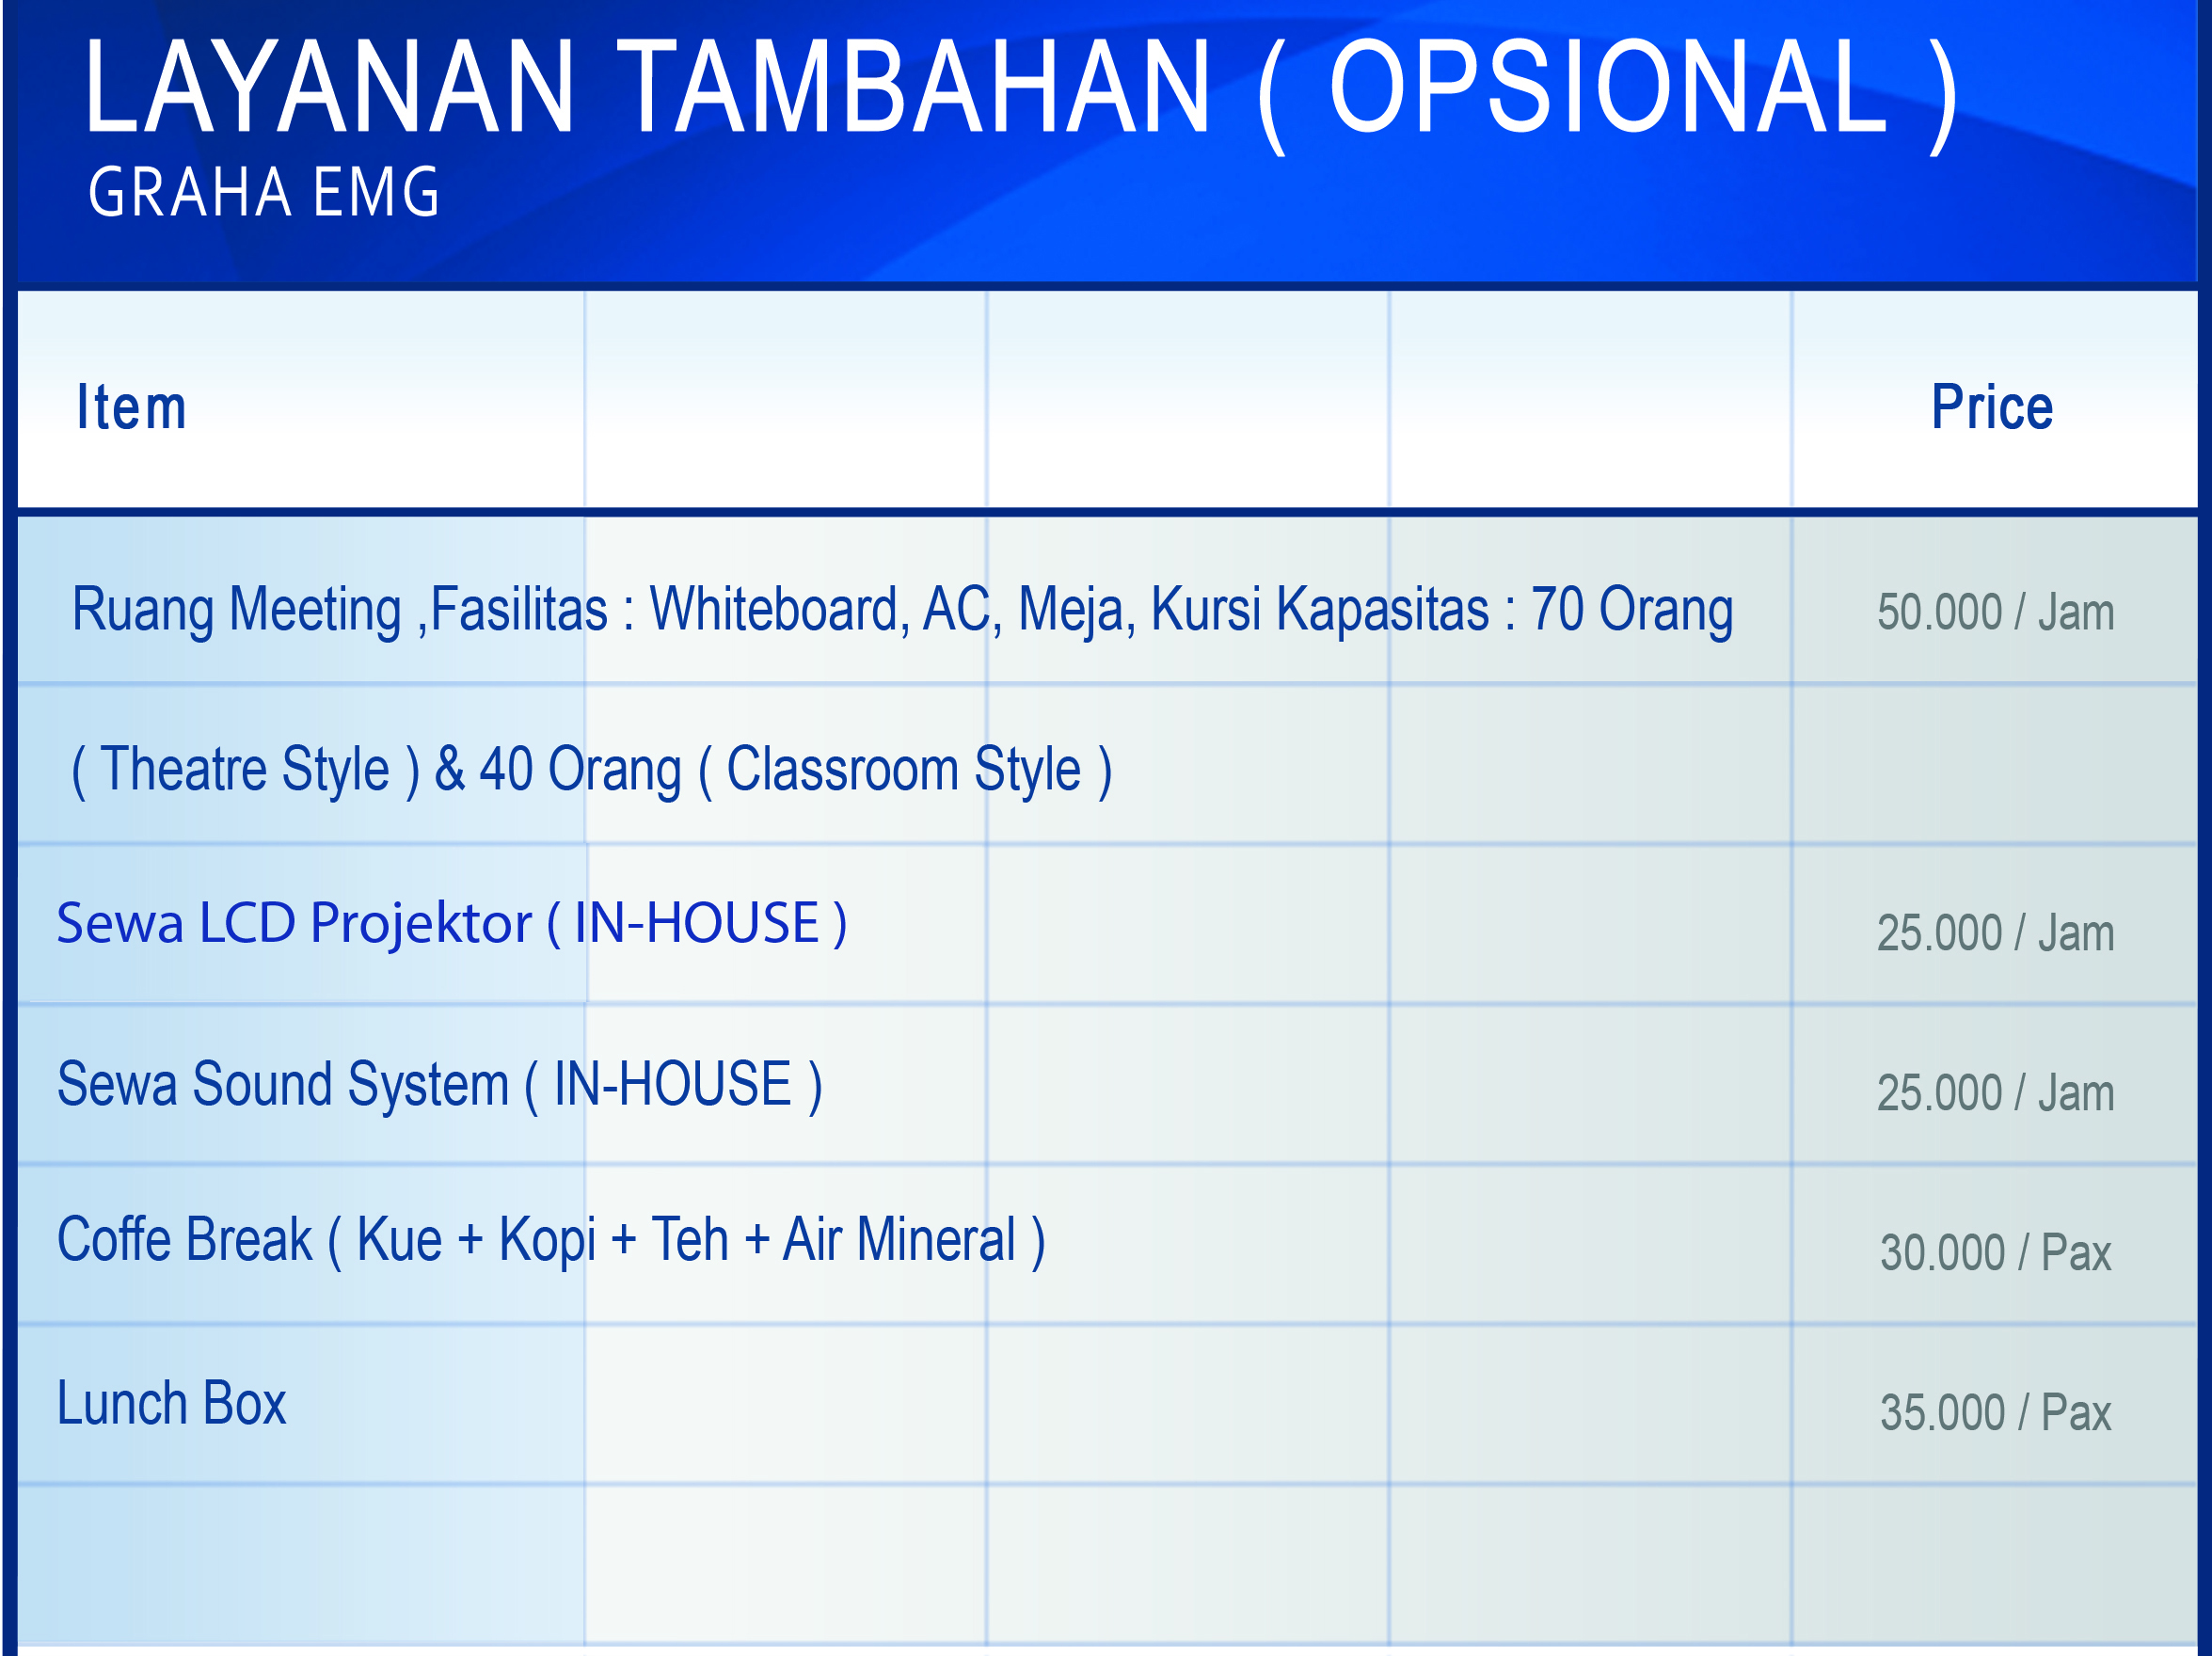 LAYANAN TAMBAHAN ( OPSIONAL )
GRAHA EMG
Item Price
Ruang Meeting ,Fasilitas : Whiteboard, AC, Meja, Kursi Kapasitas : 70 Orang 50.000 / Jam
( Theatre Style ) & 40 Orang ( Classroom Style )
Sewa LCD Projektor ( IN-HOUSE ) 25.000 / Jam
Sewa Sound System ( IN-HOUSE ) 25.000 / Jam
Coffe Break ( Kue + Kopi + Teh + Air Mineral ) 30.000 / Pax
Lunch Box 35.000 / Pax